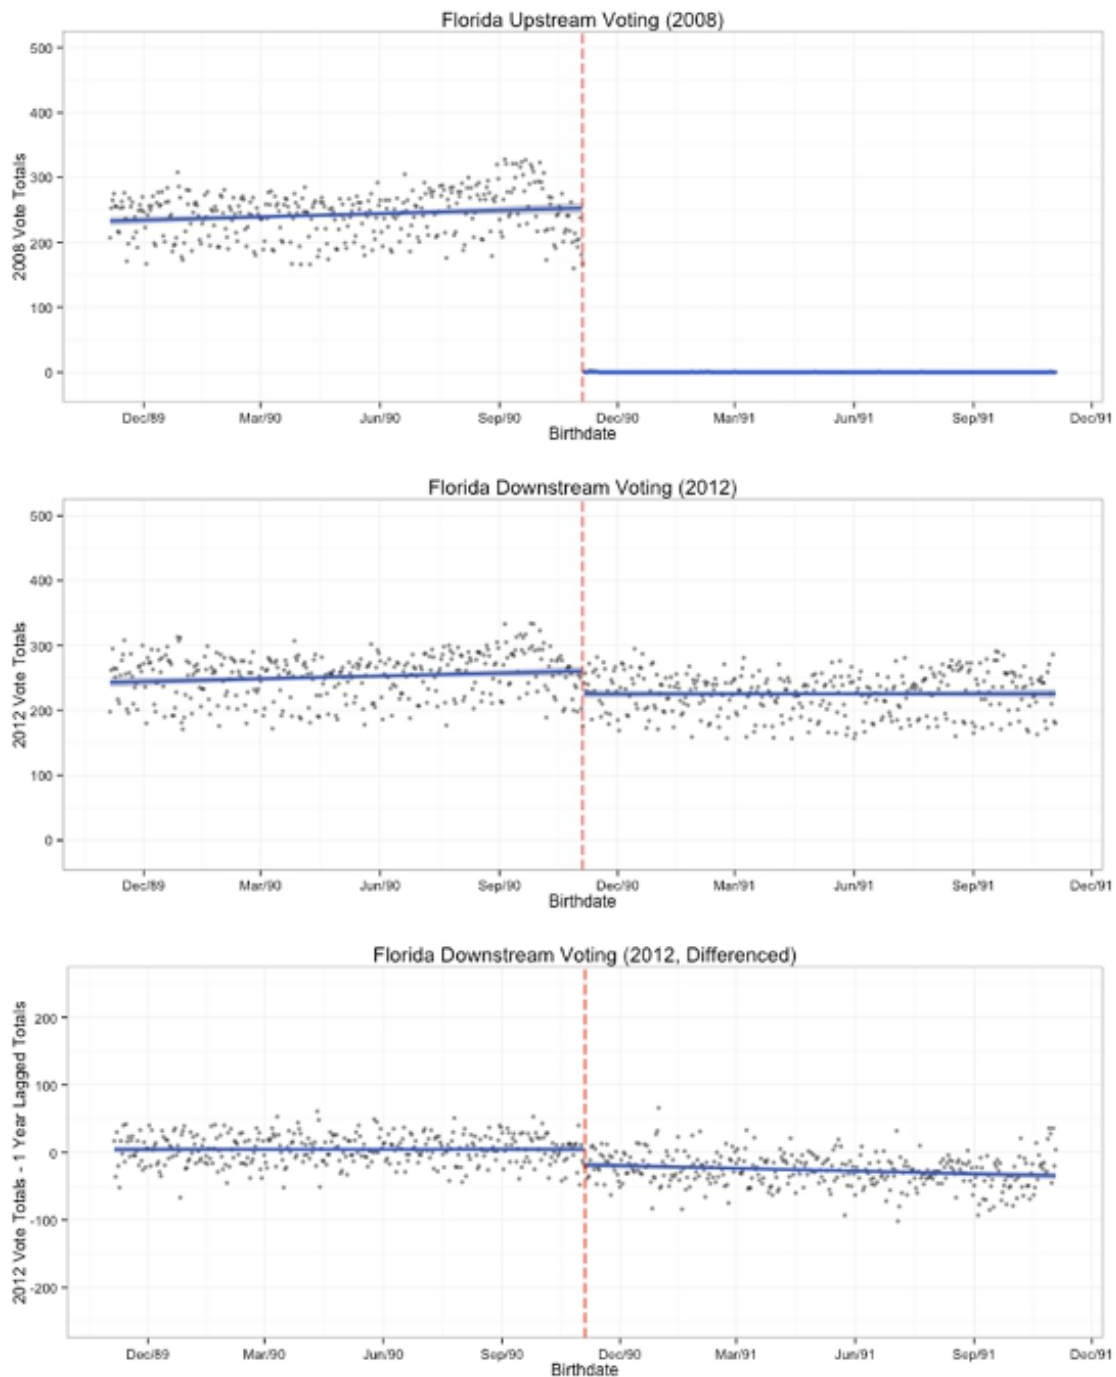 Florida Upstream Voting (2008)
500
400
300
200
100
0
2008 Vote Totals
Dec/89 Mar/90 Jun/90 Sep/90 Dec/90 Mar/91 Jun/91 Sep/91 Dec/91
Birthdate
Florida Downstream Voting (2012)
500
400
300
200
100
0
2012 Vote Totals
Dec/89 Mar/90 Jun/90 Sep/90 Dec/90 Mar/91 Jun/91 Sep/91 Dec/91
Birthdate
Florida Downstream Voting (2012, Differenced)
200
100
0
-100
-200
2012 Vote Totals - 1 Year Lagged Totals
Dec/89 Mar/90 Jun/90 Sep/90 Dec/90 Mar/91 Jun/91 Sep/91 Dec/91
Birthdate